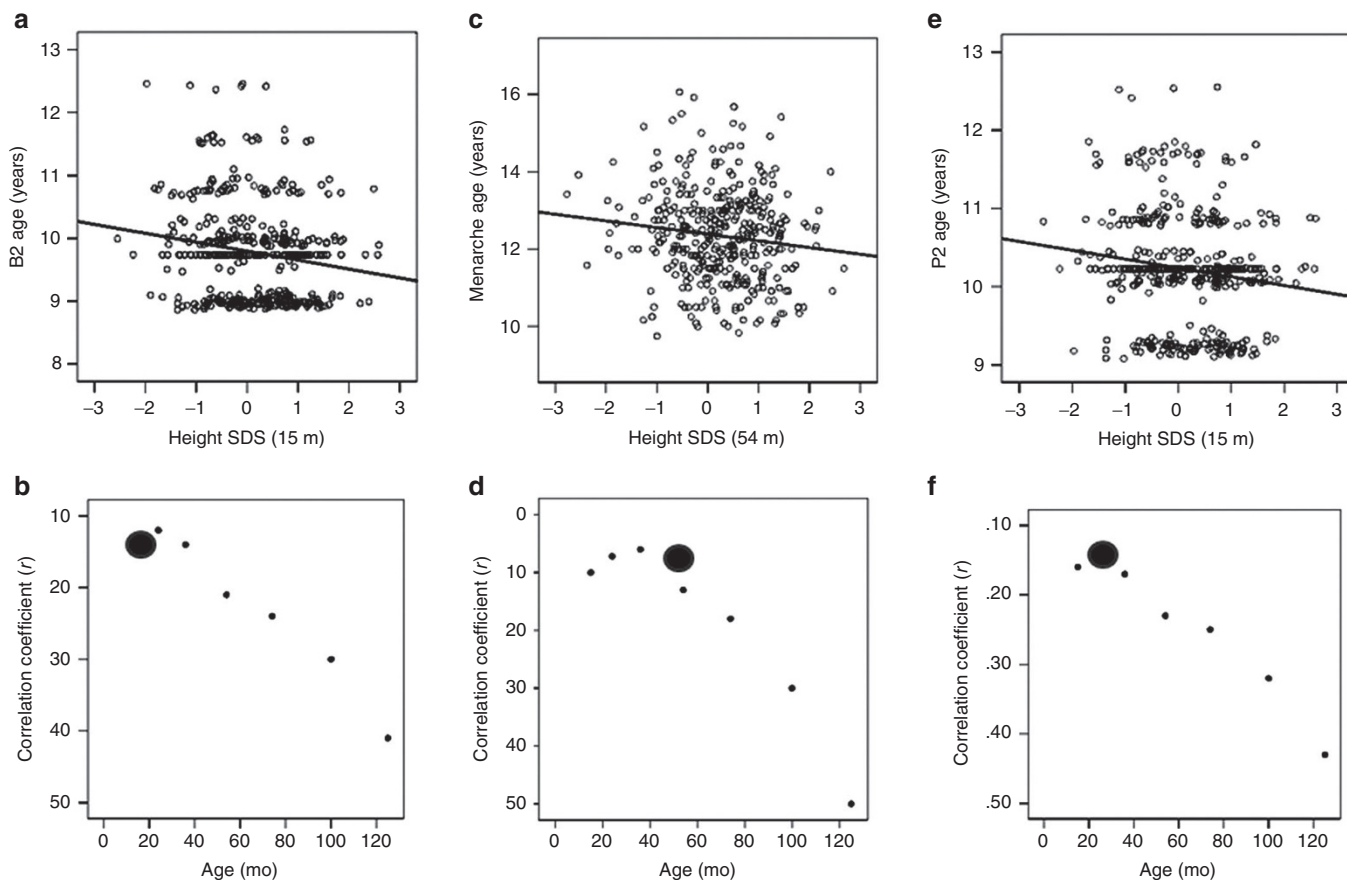 a
13
12
11
10
9
8
B2 age (years)
−3 −2 −1 0 1 2 3
Height SDS (15 m)
c
16
14
12
10
Menarche age (years)
−3 −2 −1 0 1 2 3
Height SDS (54 m)
e
13
12
11
10
9
P2 age (years)
−3 −2 −1 0 1 2 3
Height SDS (15 m)
b
10
20
30
40
50
Correlation coefficient (r)
0 20 40 60 80 100 120
Age (mo)
d
0
10
20
30
40
50
Correlation coefficient (r)
0 20 40 60 80 100 120
Age (mo)
f
.10
.20
.30
.40
.50
Correlation coefficient (r)
0 20 40 60 80 100 120
Age (mo)